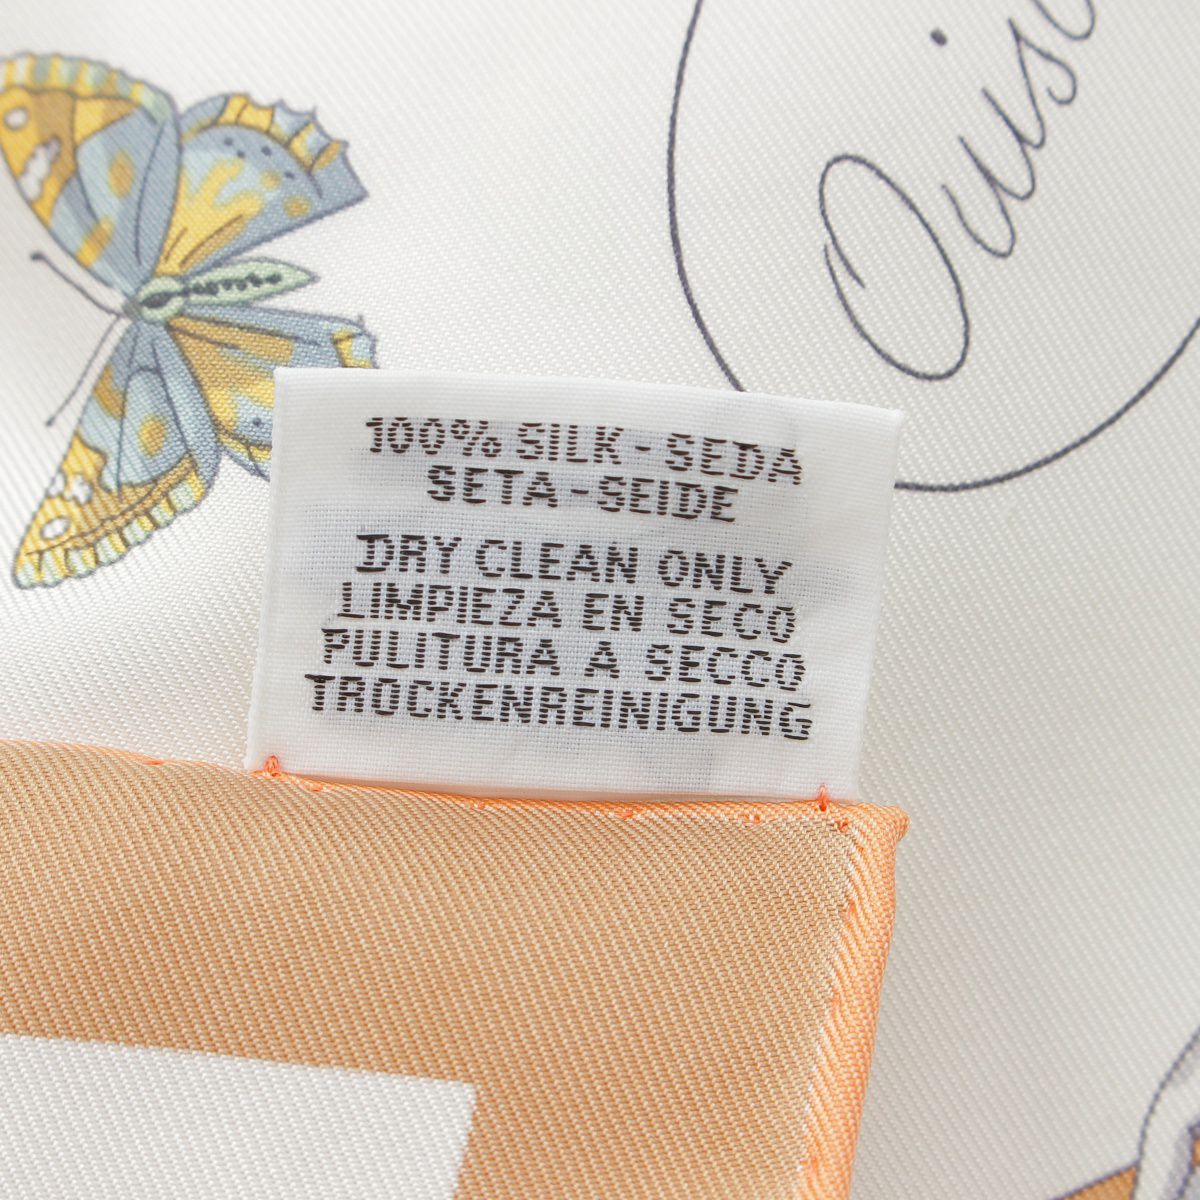 100% SILK - SEDA
SETA - SEIDE
DRY CLEAN ONLY
LIMPIEZA EN SECO
PULITURA A SECCO
TROCKENREINIGUNG